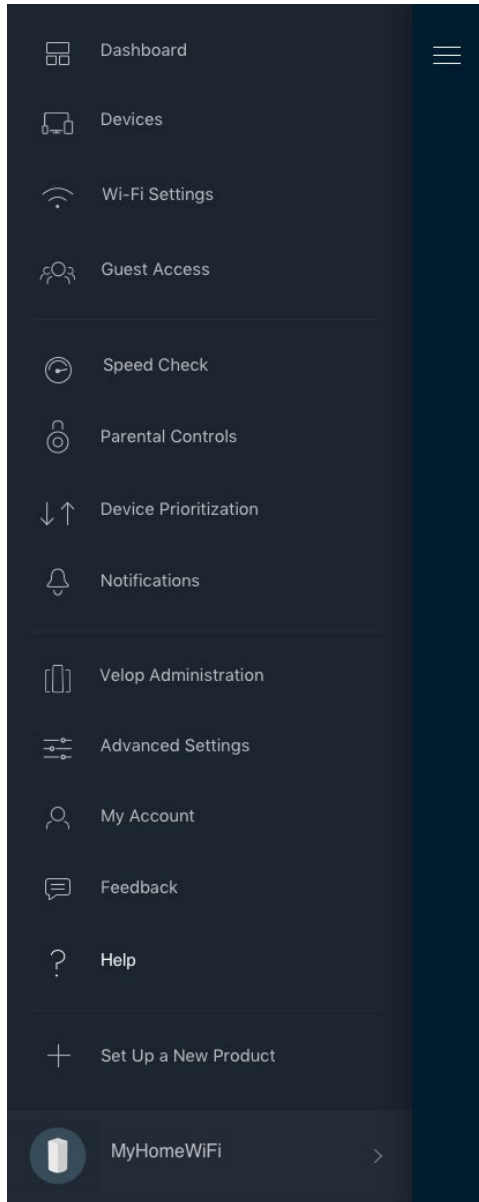 Dashboard
Devices
Wi-Fi Settings
Guest Access
Speed Check
Parental Controls
Device Prioritization
Notifications
Velop Administration
Advanced Settings
My Account
Feedback
Help
Set Up a New Product
MyHomeWiFi